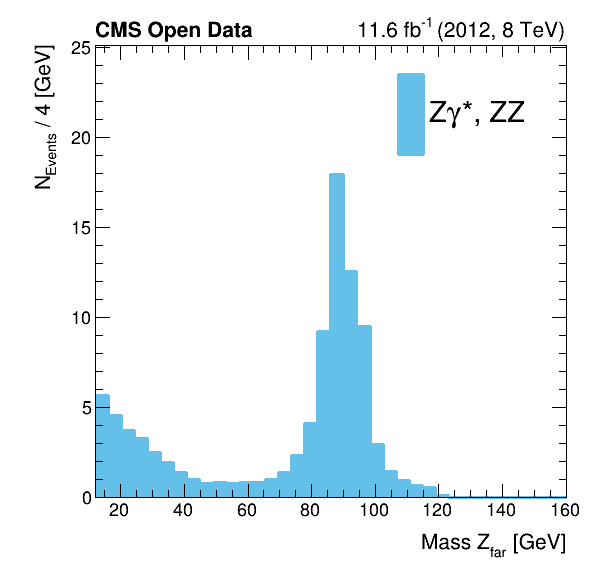 CMS Open Data
11.6 fb⁻¹ (2012, 8 TeV)
N_Events / 4 [GeV]
25
20
15
10
5
0
Zγ*, ZZ
20 40 60 80 100 120 140 160
Mass Z_far [GeV]